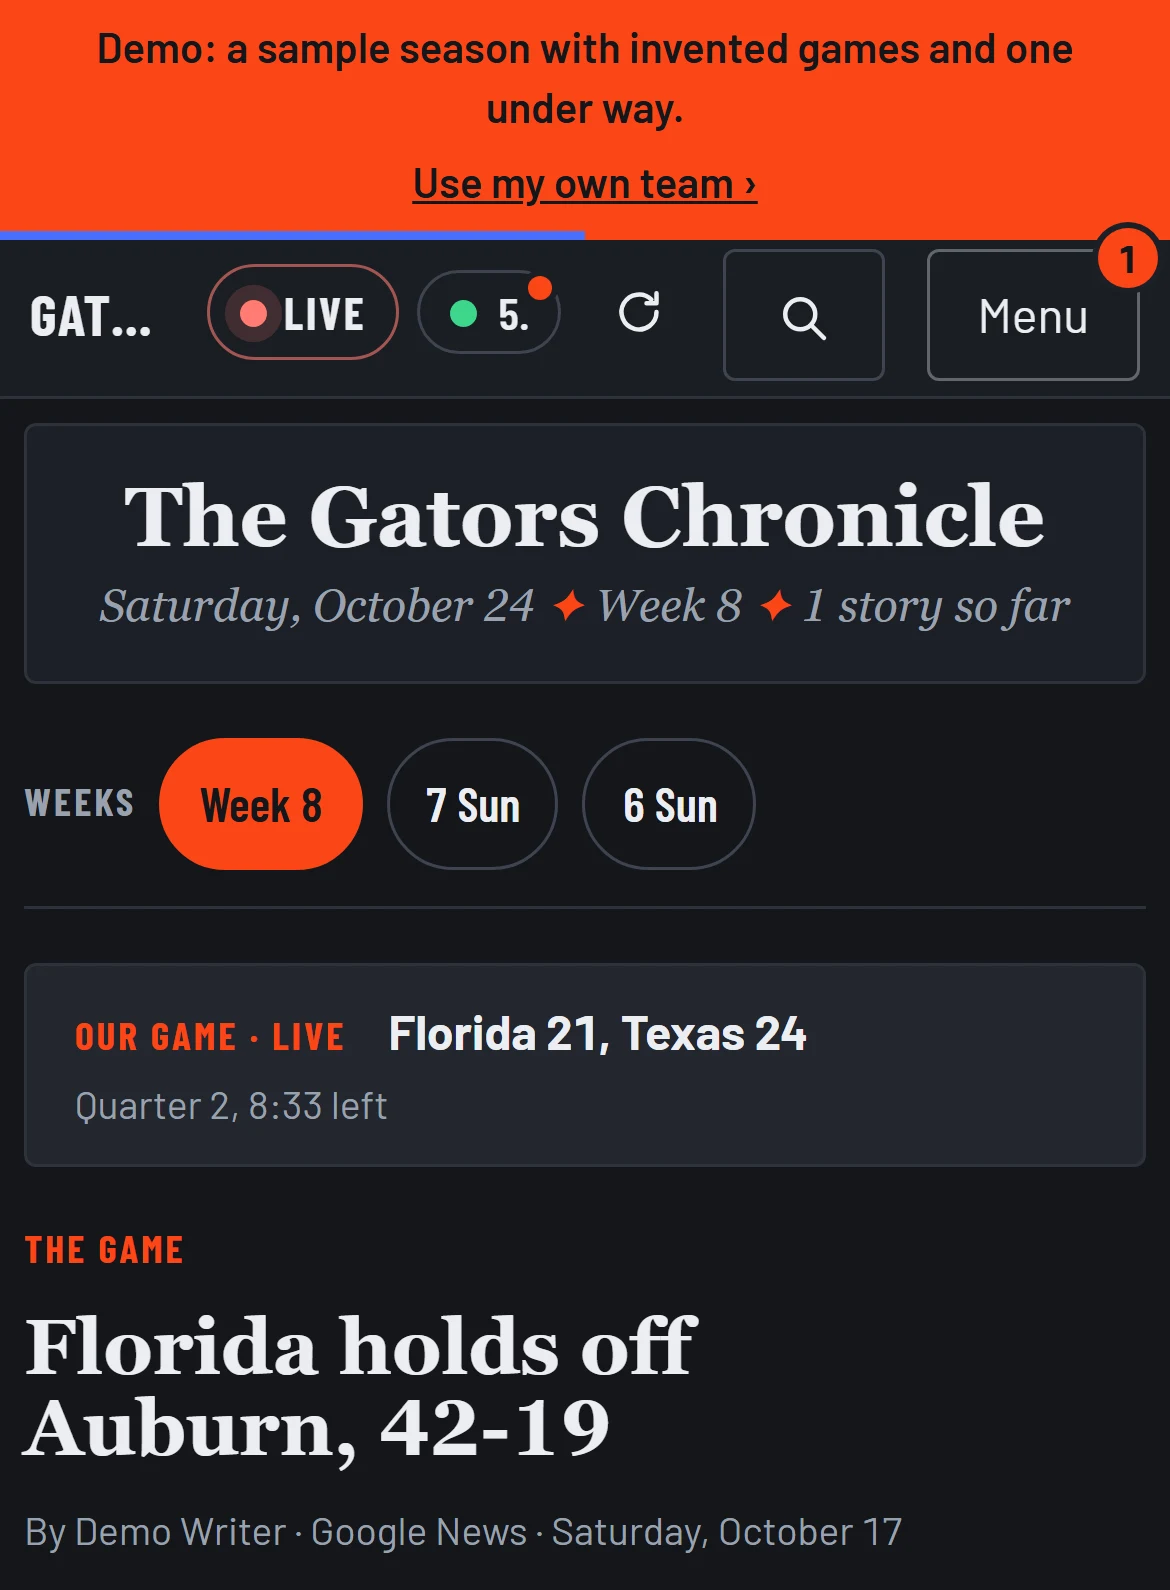 Demo: a sample season with invented games and one
under way.
Use my own team ›
GAT... LIVE 5. Menu 1
The Gators Chronicle
Saturday, October 24 ✦ Week 8 ✦ 1 story so far
WEEKS Week 8 7 Sun 6 Sun
OUR GAME · LIVE Florida 21, Texas 24
Quarter 2, 8:33 left
THE GAME
Florida holds off
Auburn, 42-19
By Demo Writer · Google News · Saturday, October 17